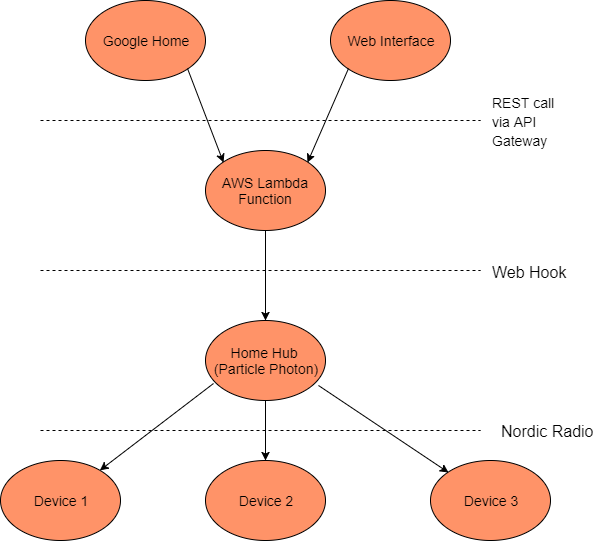 Google Home
Web Interface
REST call
via API
Gateway
AWS Lambda
Function
Web Hook
Home Hub
(Particle Photon)
Nordic Radio
Device 1
Device 2
Device 3